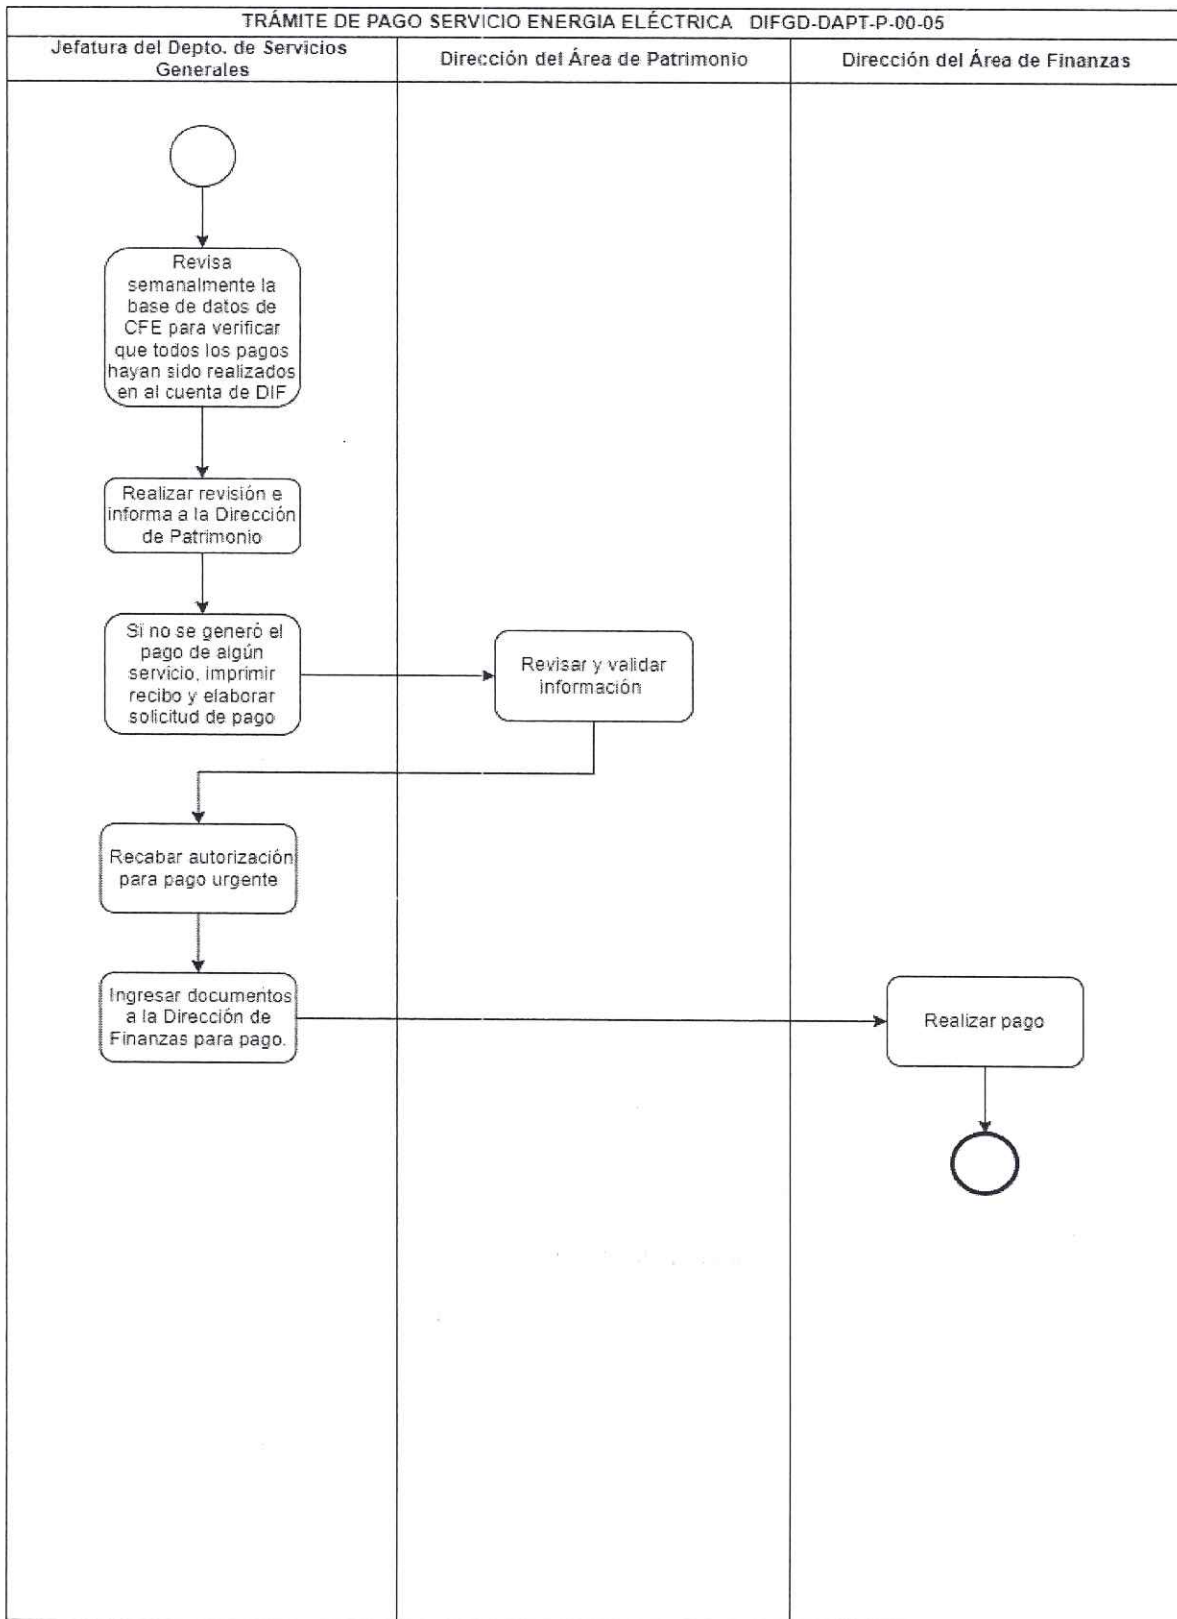 TRÁMITE DE PAGO SERVICIO ENERGIA ELÉCTRICA DIFGD-DAPT-P-00-05
Jefatura del Depto. de Servicios
Generales
Dirección del Área de Patrimonio
Dirección del Área de Finanzas
Revisa
semanalmente la
base de datos de
CFE para verificar
que todos los pagos
hayan sido realizados
en al cuenta de DIF
Realizar revisión e
informa a la Dirección
de Patrimonio
Si no se generó el
pago de algún
servicio, imprimir
recibo y elaborar
solicitud de pago
Revisar y validar
información
Recabar autorización
para pago urgente
Ingresar documentos
a la Dirección de
Finanzas para pago.
Realizar pago